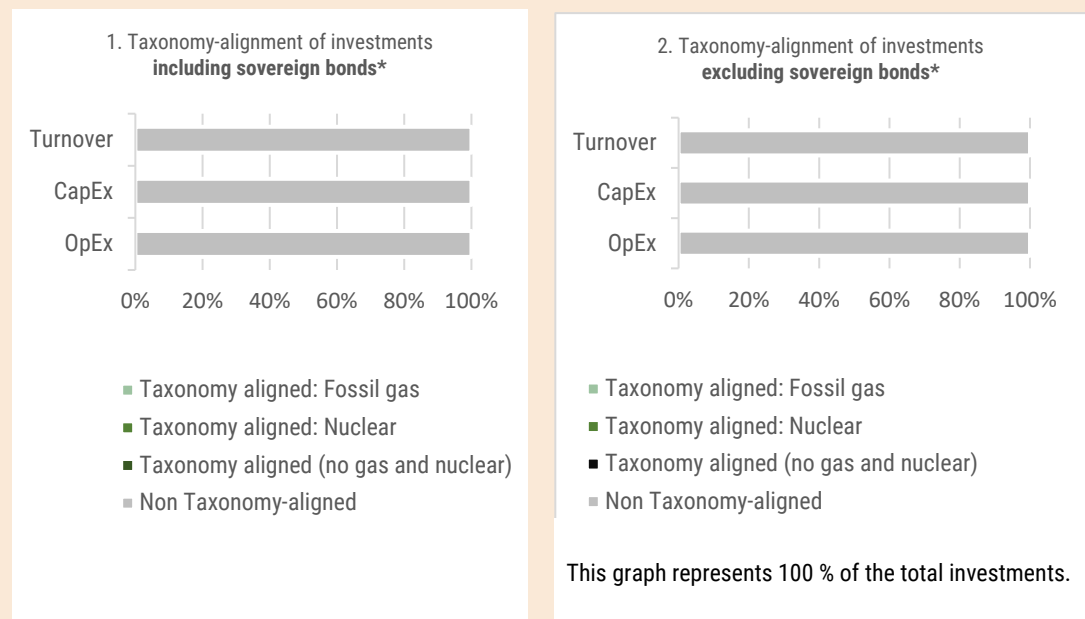 1. Taxonomy-alignment of investments
including sovereign bonds*
Turnover
CapEx
OpEx
0% 20% 40% 60% 80% 100%
Taxonomy aligned: Fossil gas
Taxonomy aligned: Nuclear
Taxonomy aligned (no gas and nuclear)
Non Taxonomy-aligned
2. Taxonomy-alignment of investments
excluding sovereign bonds*
Turnover
CapEx
OpEx
0% 20% 40% 60% 80% 100%
Taxonomy aligned: Fossil gas
Taxonomy aligned: Nuclear
Taxonomy aligned (no gas and nuclear)
Non Taxonomy-aligned
This graph represents 100 % of the total investments.